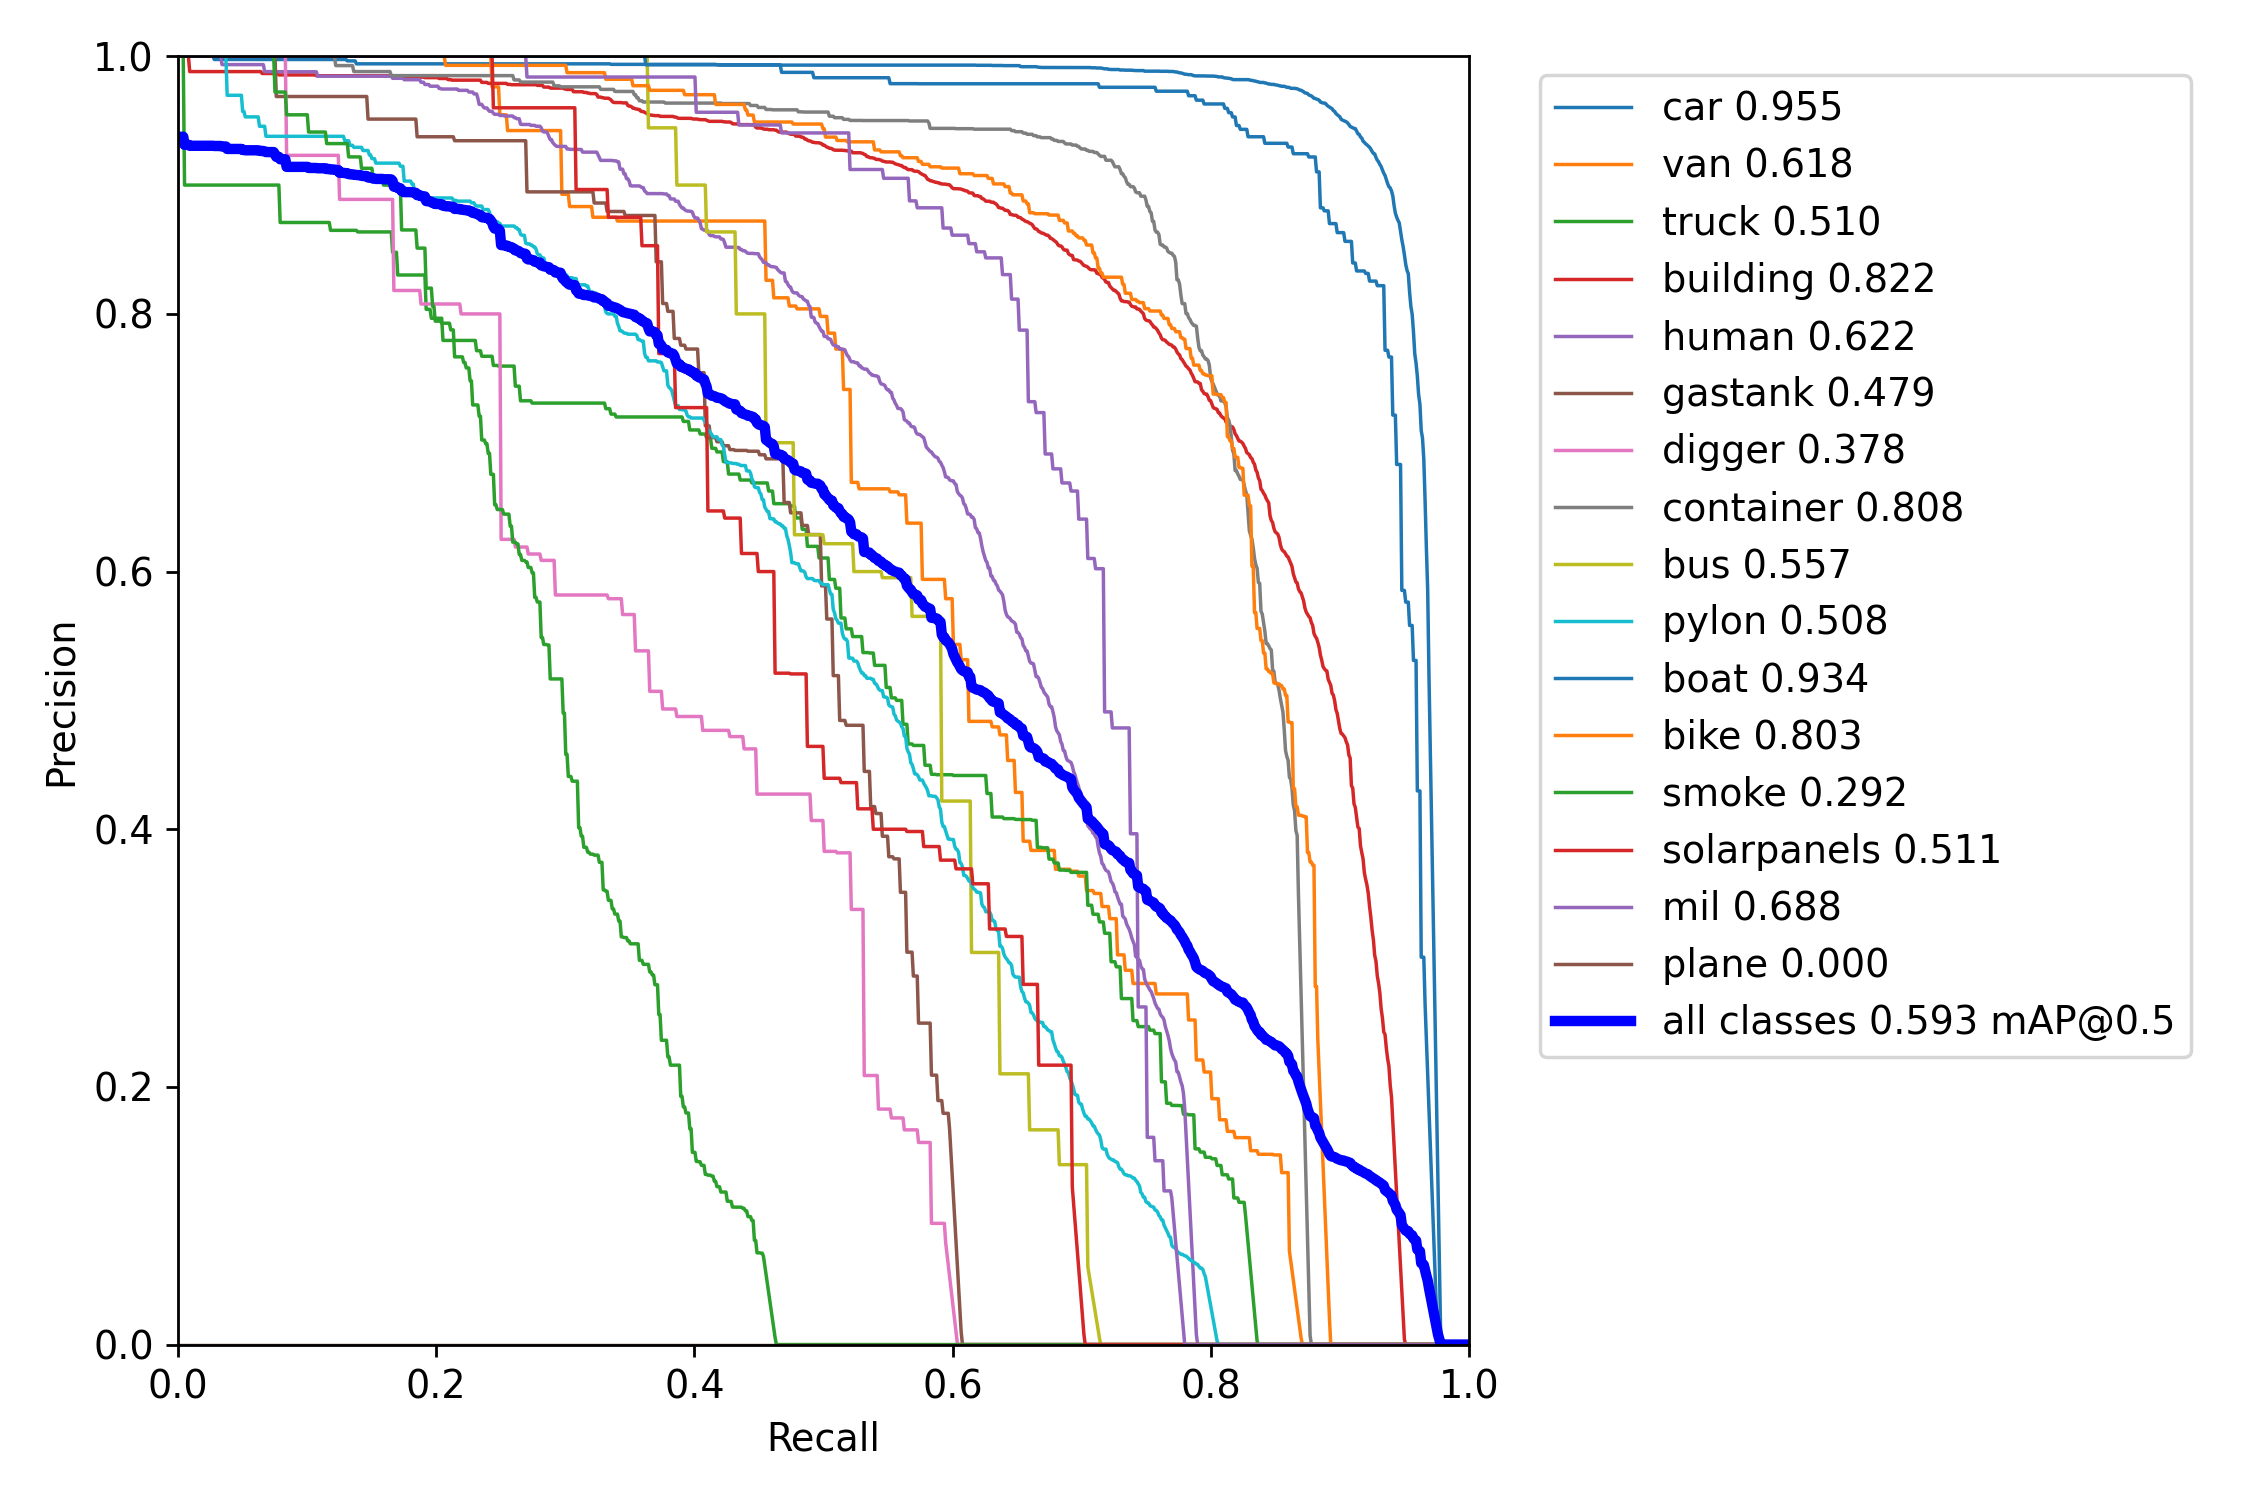 1.0
0.8
0.6
0.4
0.2
0.0
0.0 0.2 0.4 0.6 0.8 1.0
Precision
Recall
car 0.955
van 0.618
truck 0.510
building 0.822
human 0.622
gastank 0.479
digger 0.378
container 0.808
bus 0.557
pylon 0.508
boat 0.934
bike 0.803
smoke 0.292
solarpanels 0.511
mil 0.688
plane 0.000
all classes 0.593 mAP@0.5